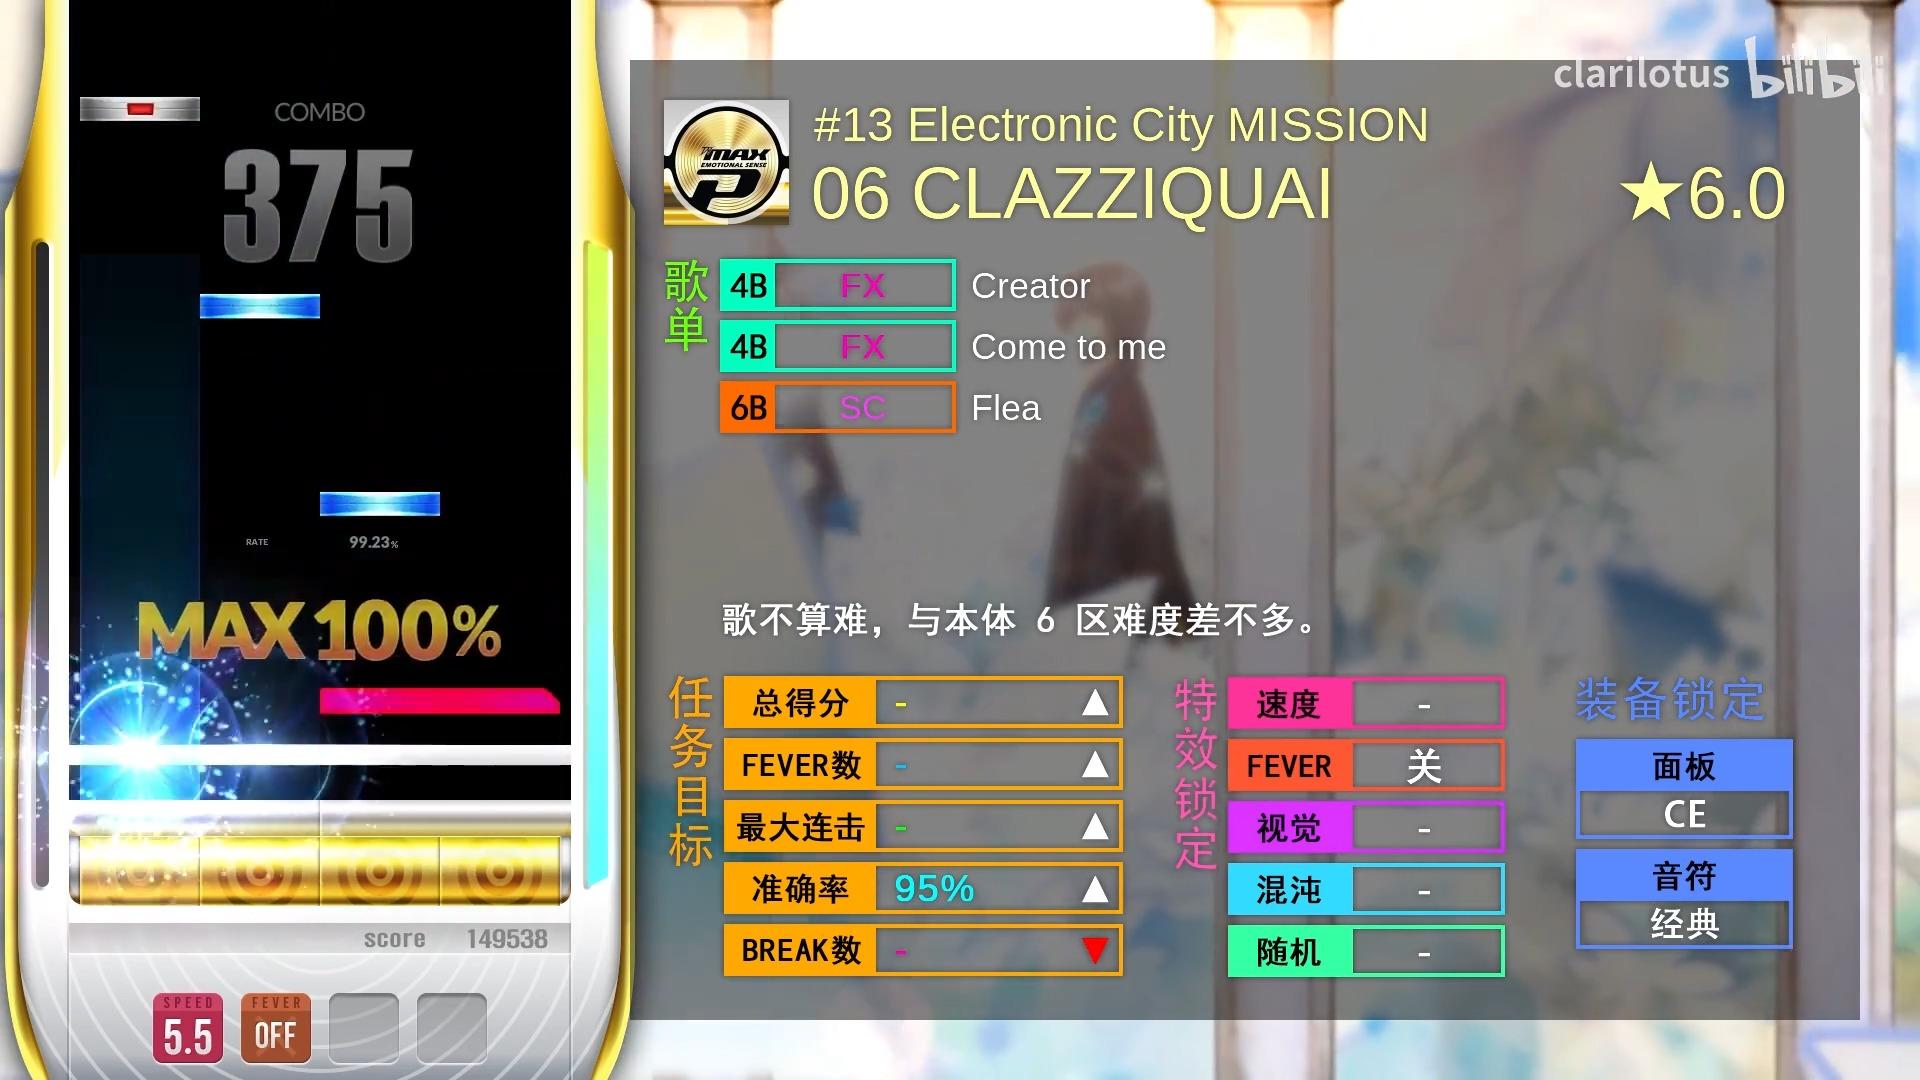 COMBO
375
RATE 99.23%
MAX 100%
score 149538
SPEED
5.5
FEVER
OFF
clarilotus bilibili
MAX
EMOTIONAL SENSE
#13 Electronic City MISSION
06 CLAZZIQUAI
★6.0
歌单
4B FX Creator
4B FX Come to me
6B SC Flea
歌不算难，与本体 6 区难度差不多。
任务目标
总得分 - ▲
FEVER数 - ▲
最大连击 - ▲
准确率 95% ▲
BREAK数 - ▼
特效锁定
速度 -
FEVER 关
视觉 -
混沌 -
随机 -
装备锁定
面板
CE
音符
经典